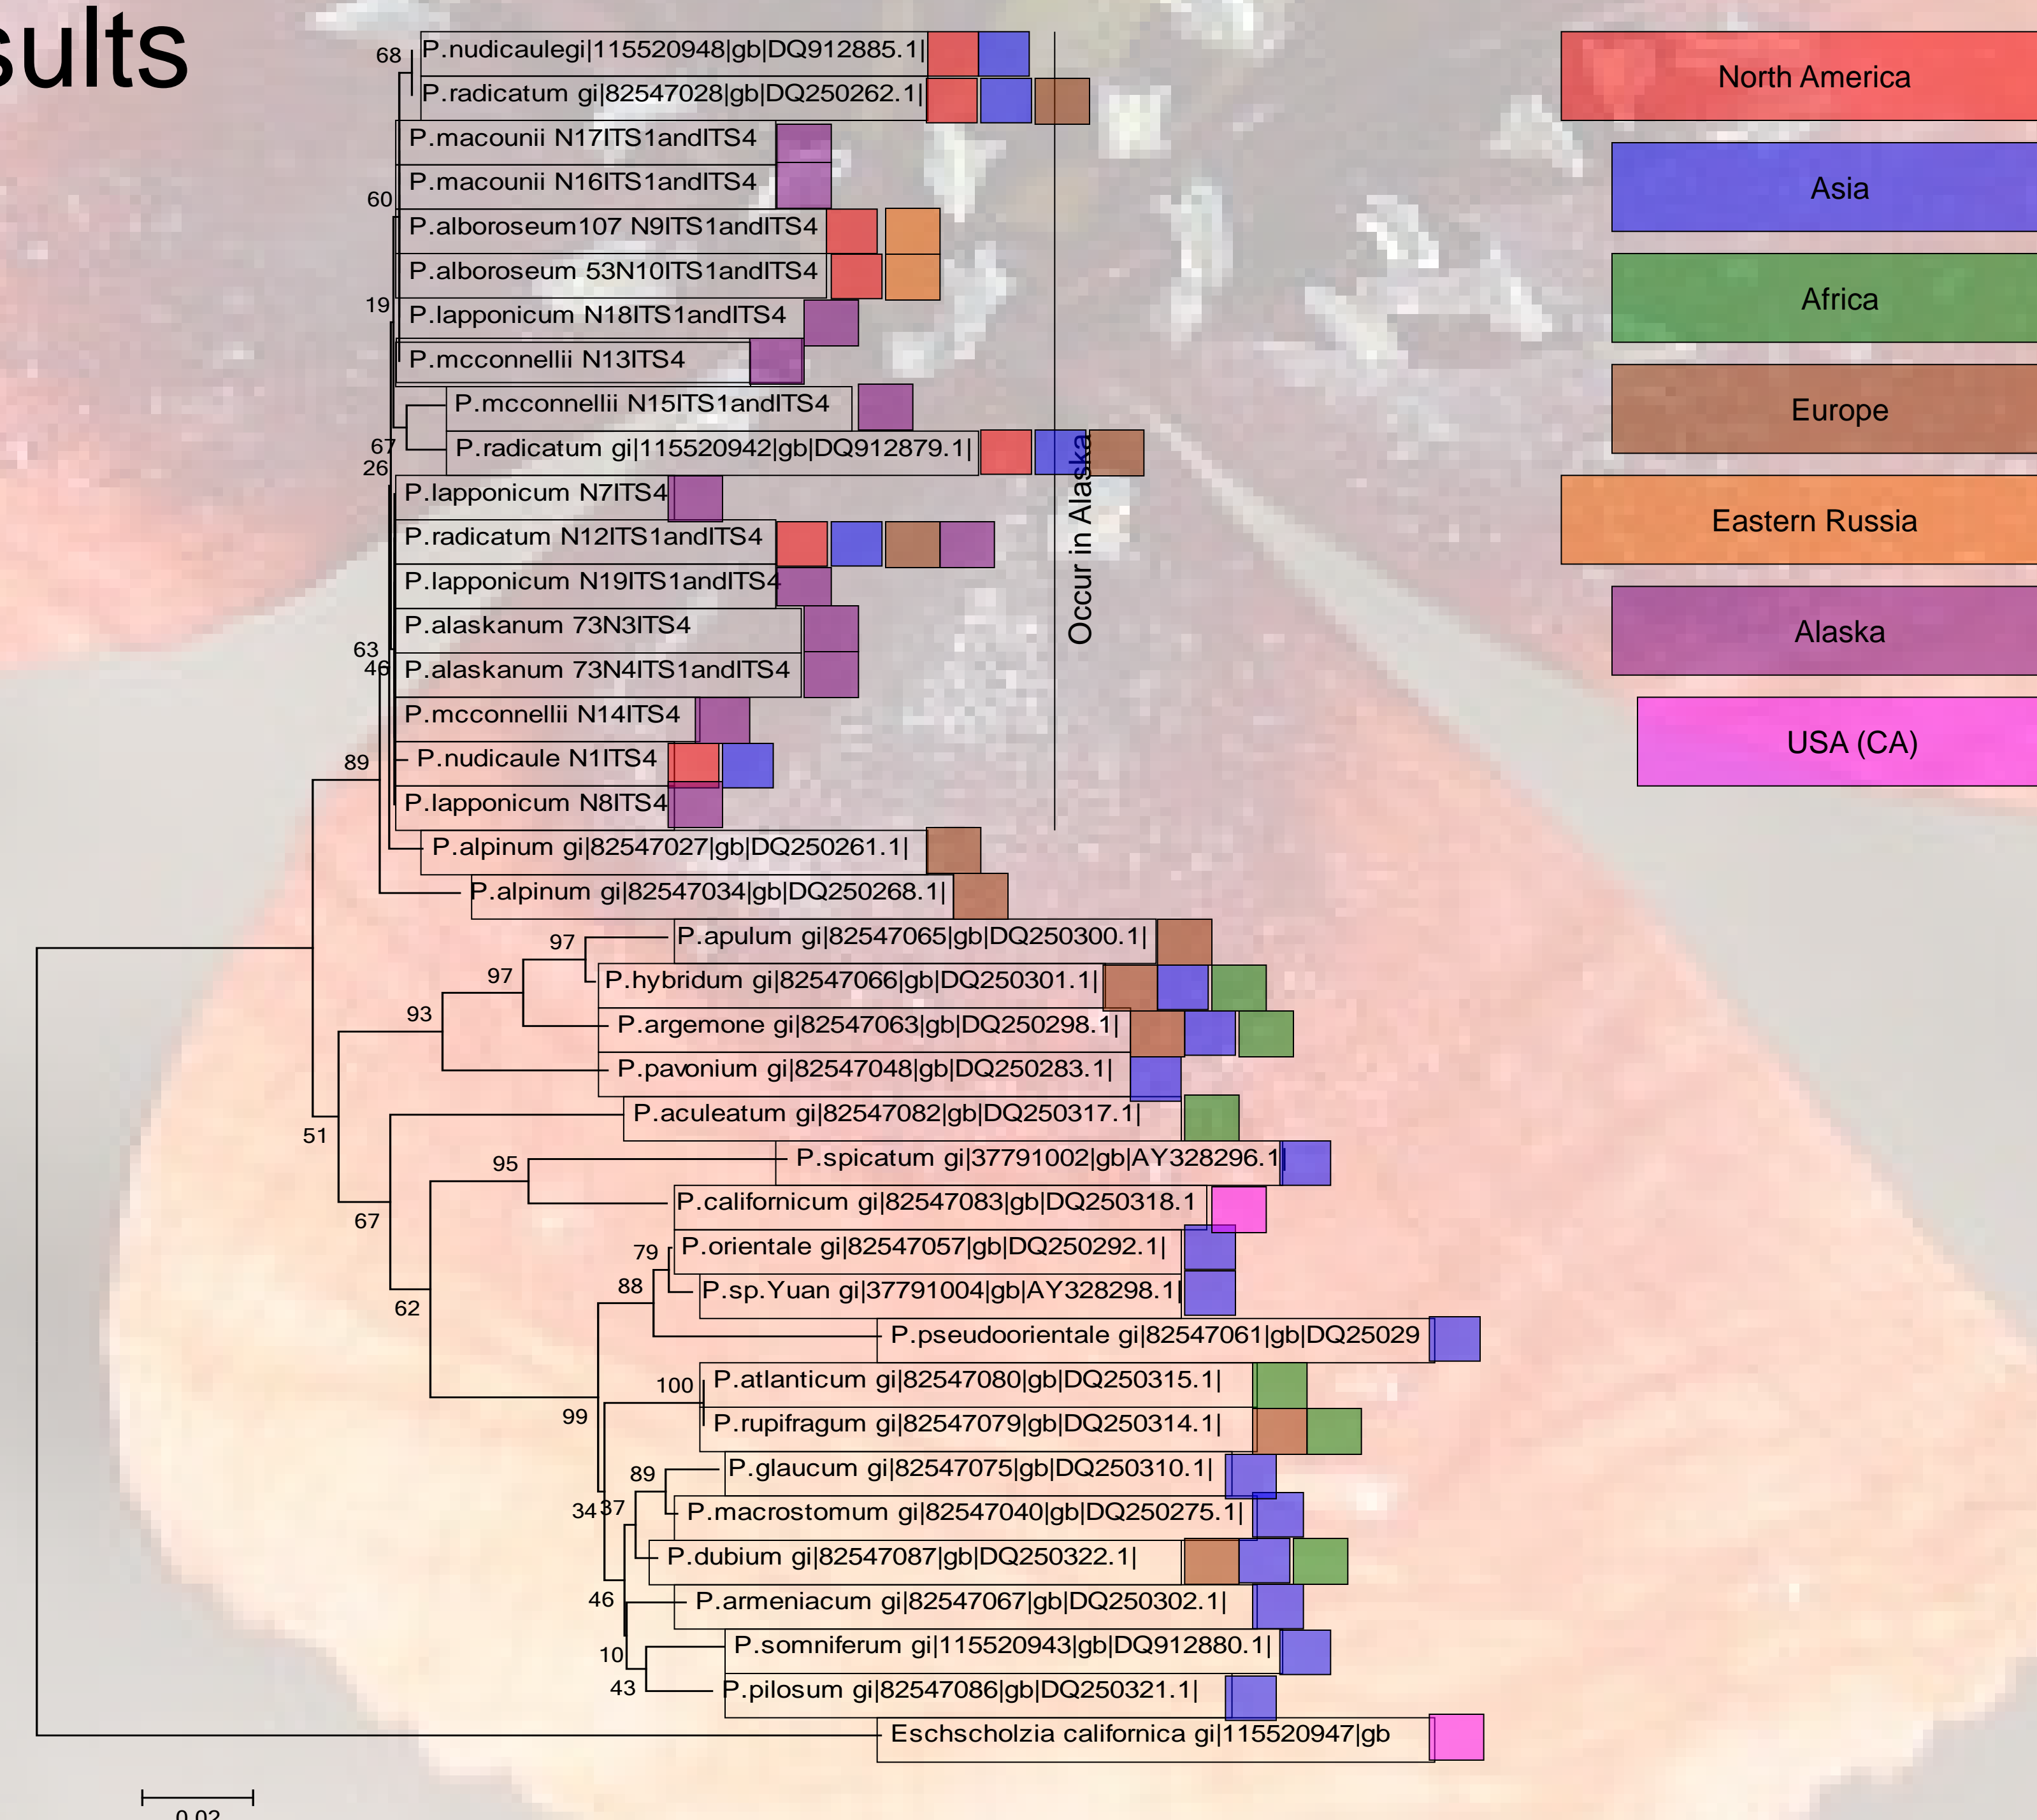 sults
68
P.nudicaulegi|115520948|gb|DQ912885.1|
P.radicatum gi|82547028|gb|DQ250262.1|
P.macounii N17ITS1andITS4
P.macounii N16ITS1andITS4
60
P.alboroseum107 N9ITS1andITS4
P.alboroseum 53N10ITS1andITS4
19
P.lapponicum N18ITS1andITS4
P.mcconnellii N13ITS4
P.mcconnellii N15ITS1andITS4
67
P.radicatum gi|115520942|gb|DQ912879.1|
26
P.lapponicum N7ITS4
P.radicatum N12ITS1andITS4
P.lapponicum N19ITS1andITS4
P.alaskanum 73N3ITS4
63
46
P.alaskanum 73N4ITS1andITS4
P.mcconnellii N14ITS4
89
P.nudicaule N1ITS4
P.lapponicum N8ITS4
P.alpinum gi|82547027|gb|DQ250261.1|
P.alpinum gi|82547034|gb|DQ250268.1|
97
P.apulum gi|82547065|gb|DQ250300.1|
97
P.hybridum gi|82547066|gb|DQ250301.1|
93
P.argemone gi|82547063|gb|DQ250298.1|
P.pavonium gi|82547048|gb|DQ250283.1|
51
P.aculeatum gi|82547082|gb|DQ250317.1|
95
P.spicatum gi|37791002|gb|AY328296.1|
P.californicum gi|82547083|gb|DQ250318.1
67
79
P.orientale gi|82547057|gb|DQ250292.1|
88
P.sp.Yuan gi|37791004|gb|AY328298.1|
62
P.pseudoorientale gi|82547061|gb|DQ25029
100
P.atlanticum gi|82547080|gb|DQ250315.1|
99
P.rupifragum gi|82547079|gb|DQ250314.1|
89
P.glaucum gi|82547075|gb|DQ250310.1|
34
37
P.macrostomum gi|82547040|gb|DQ250275.1|
P.dubium gi|82547087|gb|DQ250322.1|
46
P.armeniacum gi|82547067|gb|DQ250302.1|
10
P.somniferum gi|115520943|gb|DQ912880.1|
43
P.pilosum gi|82547086|gb|DQ250321.1|
Eschscholzia californica gi|115520947|gb
0.02
Occur in Alaska
North America
Asia
Africa
Europe
Eastern Russia
Alaska
USA (CA)